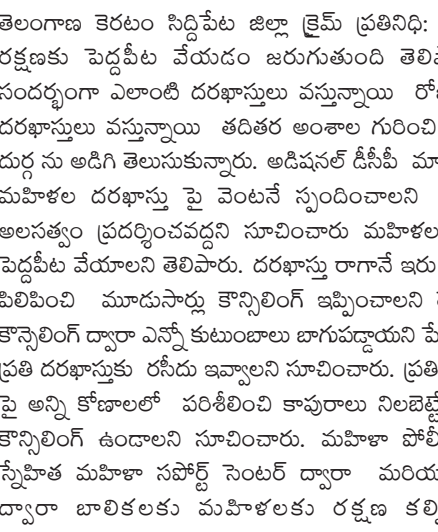 తెలంగాణ కెరటం సిద్దిపేట జిల్లా క్రైమ్ ప్రతినిధి:
రక్షణకు పెద్దపీట వేయడం జరుగుతుంది
సందర్భంగా ఎలాంటి దరఖాస్తులు వస్తున్నాయి
దరఖాస్తులు వస్తున్నాయి తదితర అంశాల గురించి
దుర్గ ను అడిగి తెలుసుకున్నారు. అడిషనల్ డీసీపీ
మహిళల దరఖాస్తు పై వెంటనే స్పందించాలని
అలసత్వం ప్రదర్శించవద్దని సూచించారు మహిళల
పెద్దపీట వేయాలని తెలిపారు. దరఖాస్తు రాగానే ఇరు
పిలిపించి మూడుసార్లు కౌన్సిలింగ్ ఇప్పించాలని
కౌన్సెలింగ్ ద్వారా ఎన్నో కుటుంబాలు బాగుపడ్డాయని
ప్రతి దరఖాస్తుకు రసీదు ఇవ్వాలని సూచించారు. ప్రతి
పై అన్ని కోణాలలో పరిశీలించి కాపురాలు నిలబెట్టే
కౌన్సిలింగ్ ఉండాలని సూచించారు. మహిళా
స్నేహిత మహిళా సపోర్ట్ సెంటర్ ద్వారా
ద్వారా బాలికలకు మహిళలకు రక్షణ